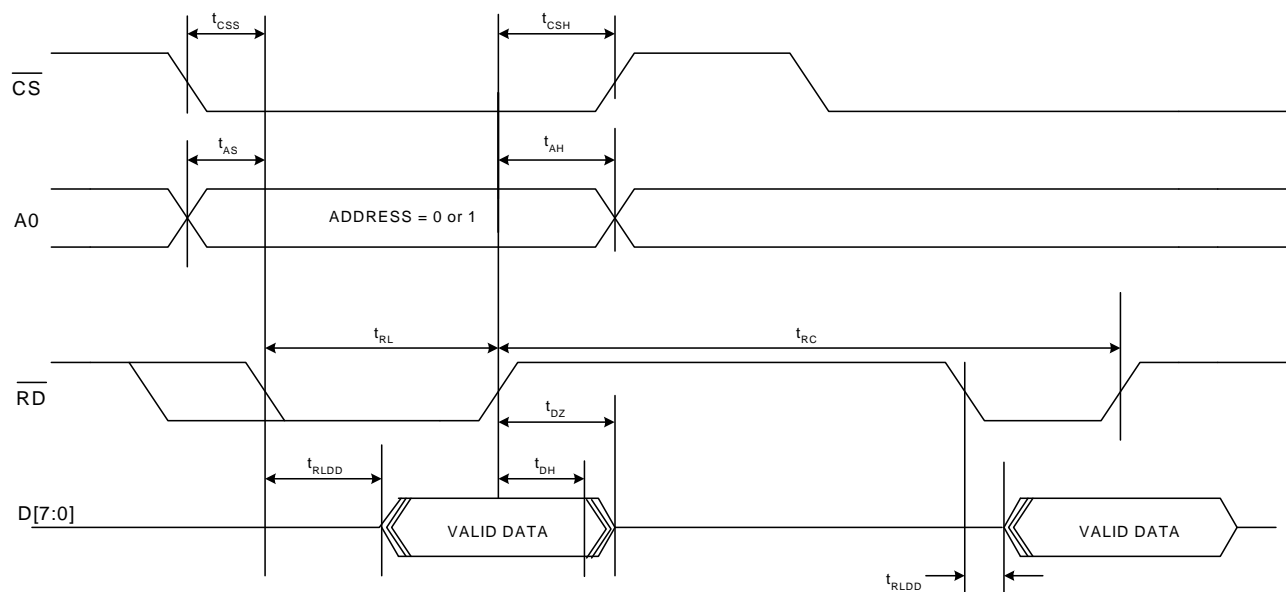 tCSS
tCSH
CS
tAS
tAH
A0
ADDRESS = 0 or 1
tRL
tRC
RD
tDZ
tRLDD
tDH
D[7:0]
VALID DATA
VALID DATA
tRLDD